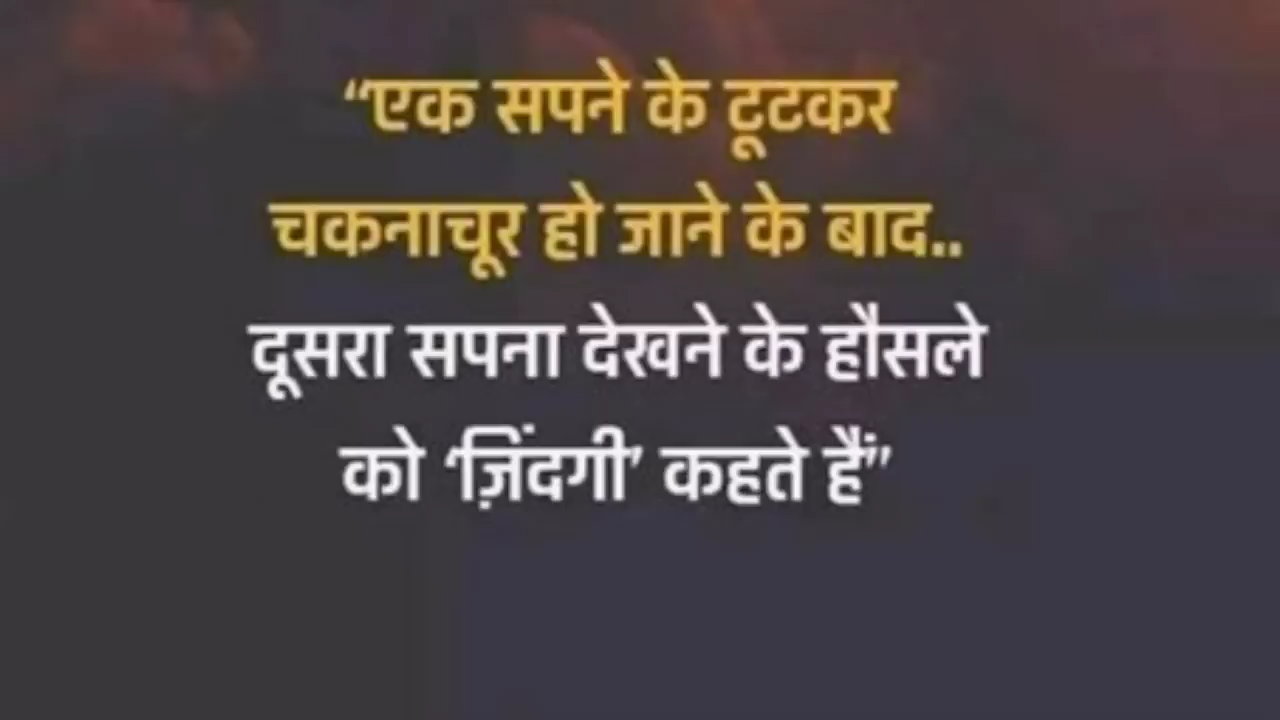 “एक सपने के टूटकर
चकनाचूर हो जाने के बाद..
दूसरा सपना देखने के हौसले
को ‘ज़िंदगी’ कहते हैं”